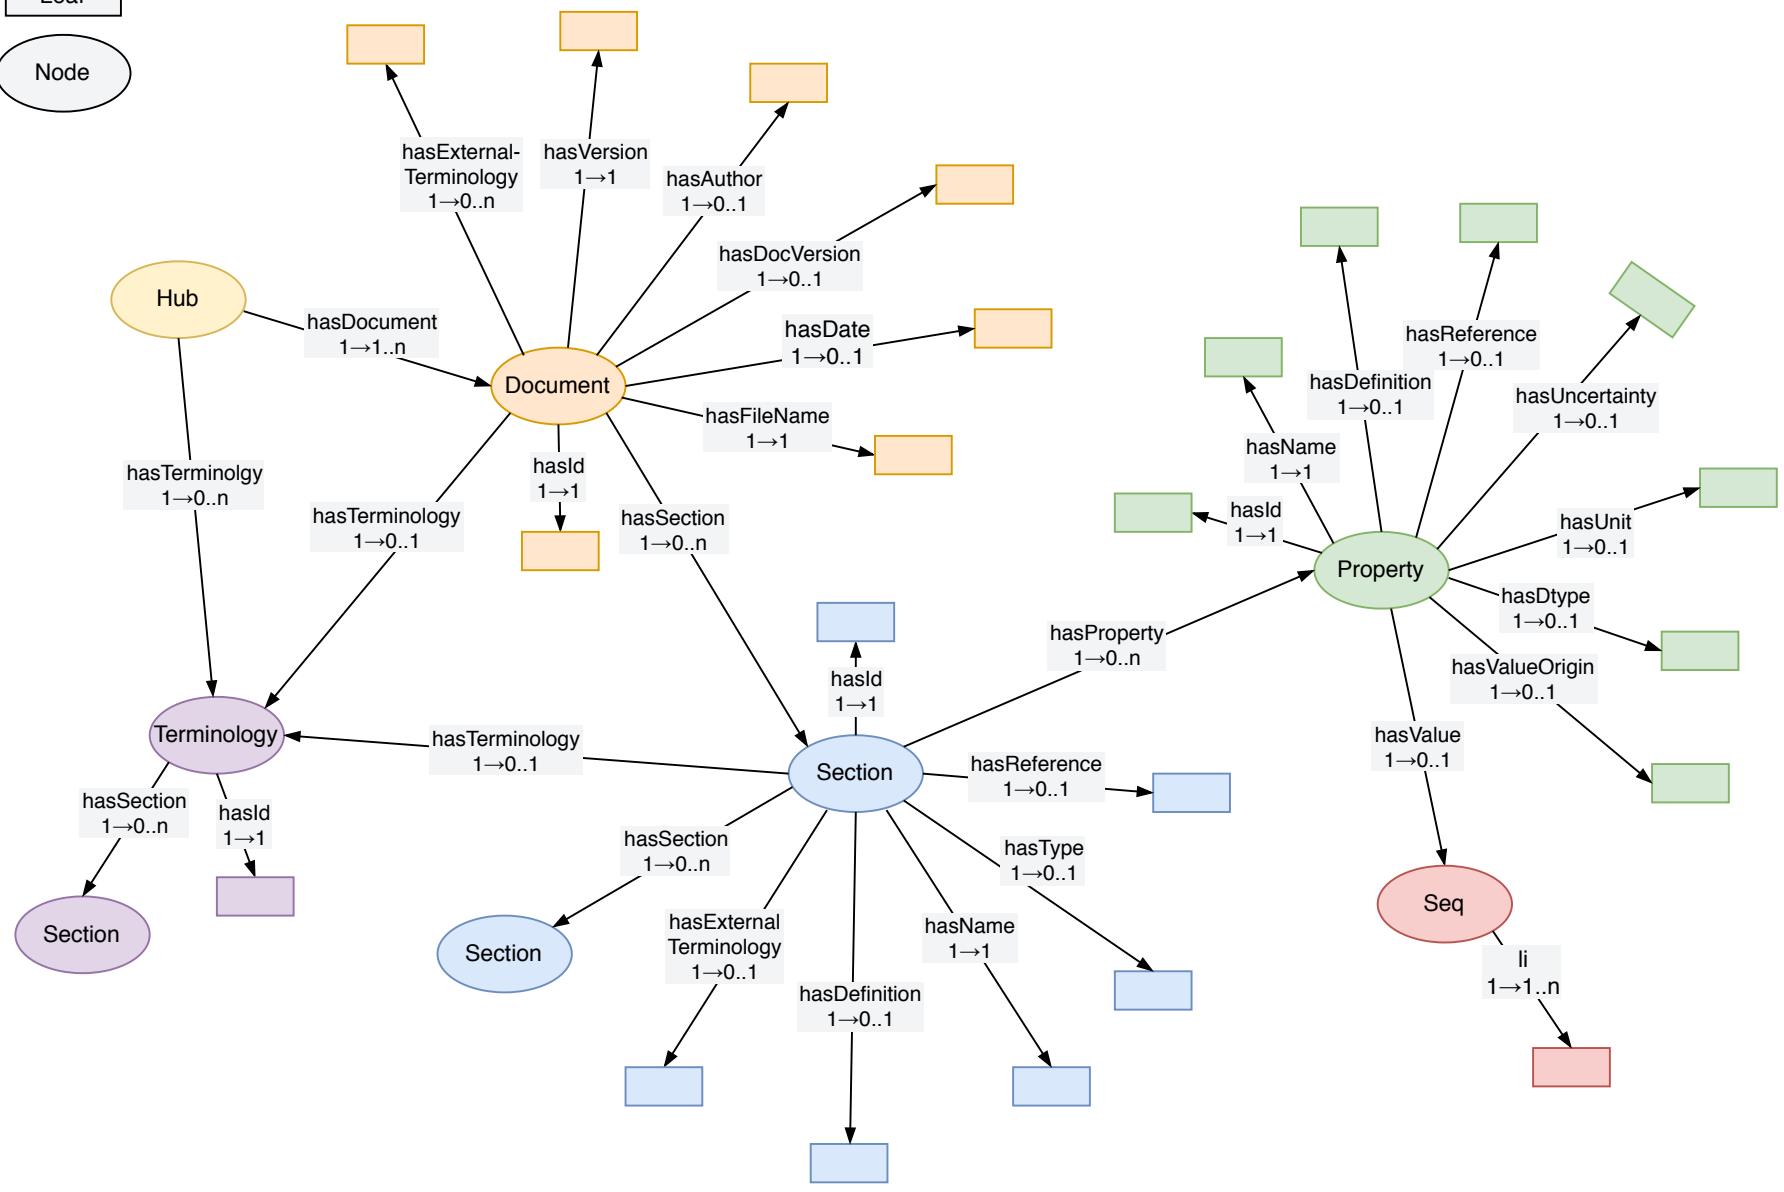 Node
hasExternal-
Terminology
1→0..n
hasVersion
1→1
hasAuthor
1→0..1
hasDocVersion
1→0..1
Hub
hasDocument
1→1..n
hasDate
1→0..1
Document
hasFileName
1→1
hasId
1→1
hasTerminolgy
1→0..n
hasTerminology
1→0..1
hasSection
1→0..n
hasReference
1→0..1
hasDefinition
1→0..1
hasUncertainty
1→0..1
hasName
1→1
hasId
1→1
hasUnit
1→0..1
Property
hasDtype
1→0..1
hasValueOrigin
1→0..1
hasValue
1→0..1
hasProperty
1→0..n
hasId
1→1
Terminology
hasTerminology
1→0..1
Section
hasReference
1→0..1
hasSection
1→0..n
hasId
1→1
Section
hasSection
1→0..n
Section
hasExternal
Terminology
1→0..1
hasDefinition
1→0..1
hasName
1→1
hasType
1→0..1
Seq
li
1→1..n